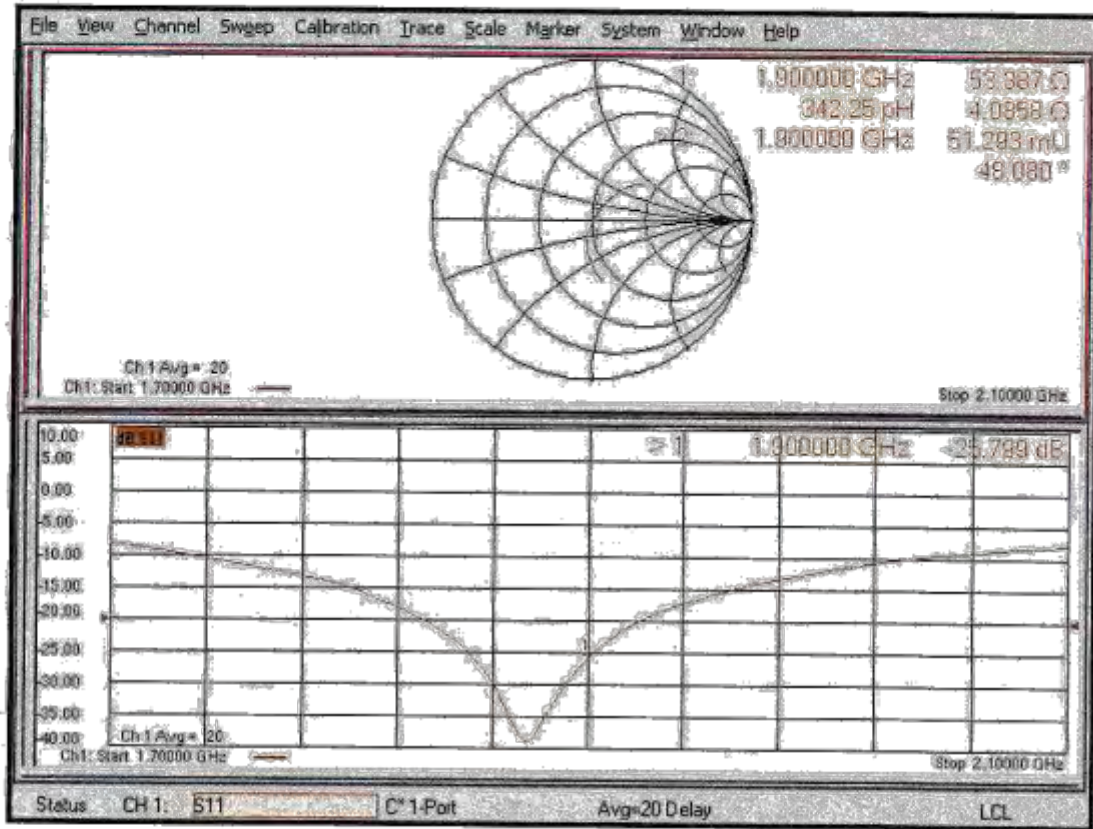 File View Channel Sweep Calibration Trace Scale Marker System Window Help
1.900000 GHz 53.387 Ω
342.25 pH 4.0858 Ω
1.900000 GHz 51.293 mU
Ch 1 Avg = 20
Ch1: Start 1.70000 GHz
Stop 2.10000 GHz
10.00
5.00
0.00
-5.00
-10.00
-15.00
-20.00
-25.00
-30.00
-35.00
-40.00
dB S11
1.900000 GHz -25.799 dB
1
Ch 1 Avg = 20
Ch1: Start 1.70000 GHz
Stop 2.10000 GHz
Status CH 1: S11 C* 1-Port Avg=20 Delay LCL